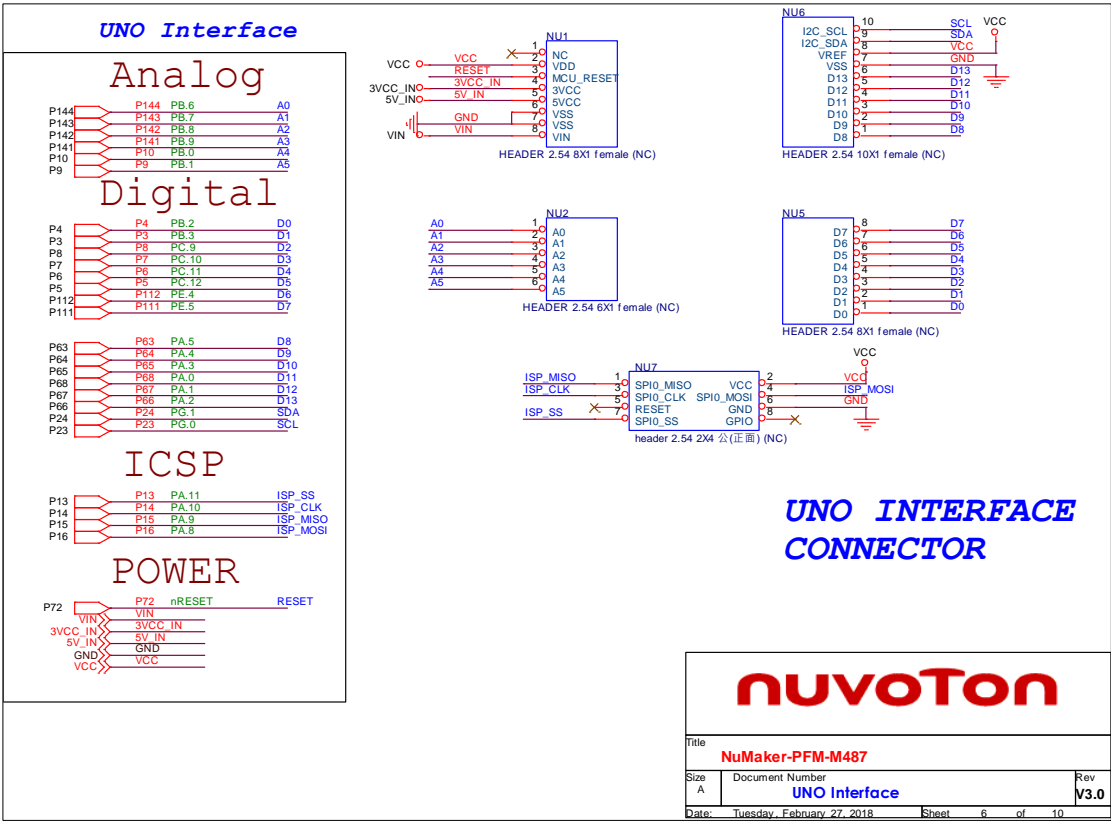 UNO Interface
Analog
P144 P144 PB.6 A0
P143 P143 PB.7 A1
P142 P142 PB.8 A2
P141 P141 PB.9 A3
P10 P10 PB.0 A4
P9 P9 PB.1 A5
Digital
P4 P4 PB.2 D0
P3 P3 PB.3 D1
P8 P8 PC.9 D2
P7 P7 PC.10 D3
P6 P6 PC.11 D4
P5 P5 PC.12 D5
P112 P112 PE.4 D6
P111 P111 PE.5 D7
P63 P63 PA.5 D8
P64 P64 PA.4 D9
P65 P65 PA.3 D10
P68 P68 PA.0 D11
P67 P67 PA.1 D12
P66 P66 PA.2 D13
P24 P24 PG.1 SDA
P23 P23 PG.0 SCL
ICSP
P13 P13 PA.11 ISP_SS
P14 P14 PA.10 ISP_CLK
P15 P15 PA.9 ISP_MISO
P16 P16 PA.8 ISP_MOSI
POWER
P72 P72 nRESET RESET
VIN VIN
3VCC_IN 3VCC_IN
5V_IN 5V_IN
GND GND
VCC VCC
NU1
1 NC
VCC VCC 2 VDD
RESET 3 MCU_RESET
3VCC_IN 3VCC_IN 4 3VCC
5V_IN 5V_IN 5 5VCC
6 VSS
GND 7 VSS
VIN VIN 8 VIN
HEADER 2.54 8X1 female (NC)
NU6
I2C_SCL 10 SCL VCC
I2C_SDA 9 SDA
VREF 8 VCC
VSS 7 GND
D13 6 D13
D12 5 D12
D11 4 D11
D10 3 D10
D9 2 D9
D8 1 D8
HEADER 2.54 10X1 female (NC)
NU2
A0 1 A0
A1 2 A1
A2 3 A2
A3 4 A3
A4 5 A4
A5 6 A5
HEADER 2.54 6X1 female (NC)
NU5
D7 8 D7
D6 7 D6
D5 6 D5
D4 5 D4
D3 4 D3
D2 3 D2
D1 2 D1
D0 1 D0
HEADER 2.54 8X1 female (NC)
VCC
NU7
ISP_MISO 1 SPI0_MISO VCC 2 VCC
ISP_CLK 3 SPI0_CLK SPI0_MOSI 4 ISP_MOSI
5 RESET GND 6 GND
ISP_SS 7 SPI0_SS GPIO 8
header 2.54 2X4 公(正面) (NC)
UNO INTERFACE
CONNECTOR
nuvoTon
Title
NuMaker-PFM-M487
Size Document Number Rev
A UNO Interface V3.0
Date: Tuesday, February 27, 2018 Sheet 6 of 10